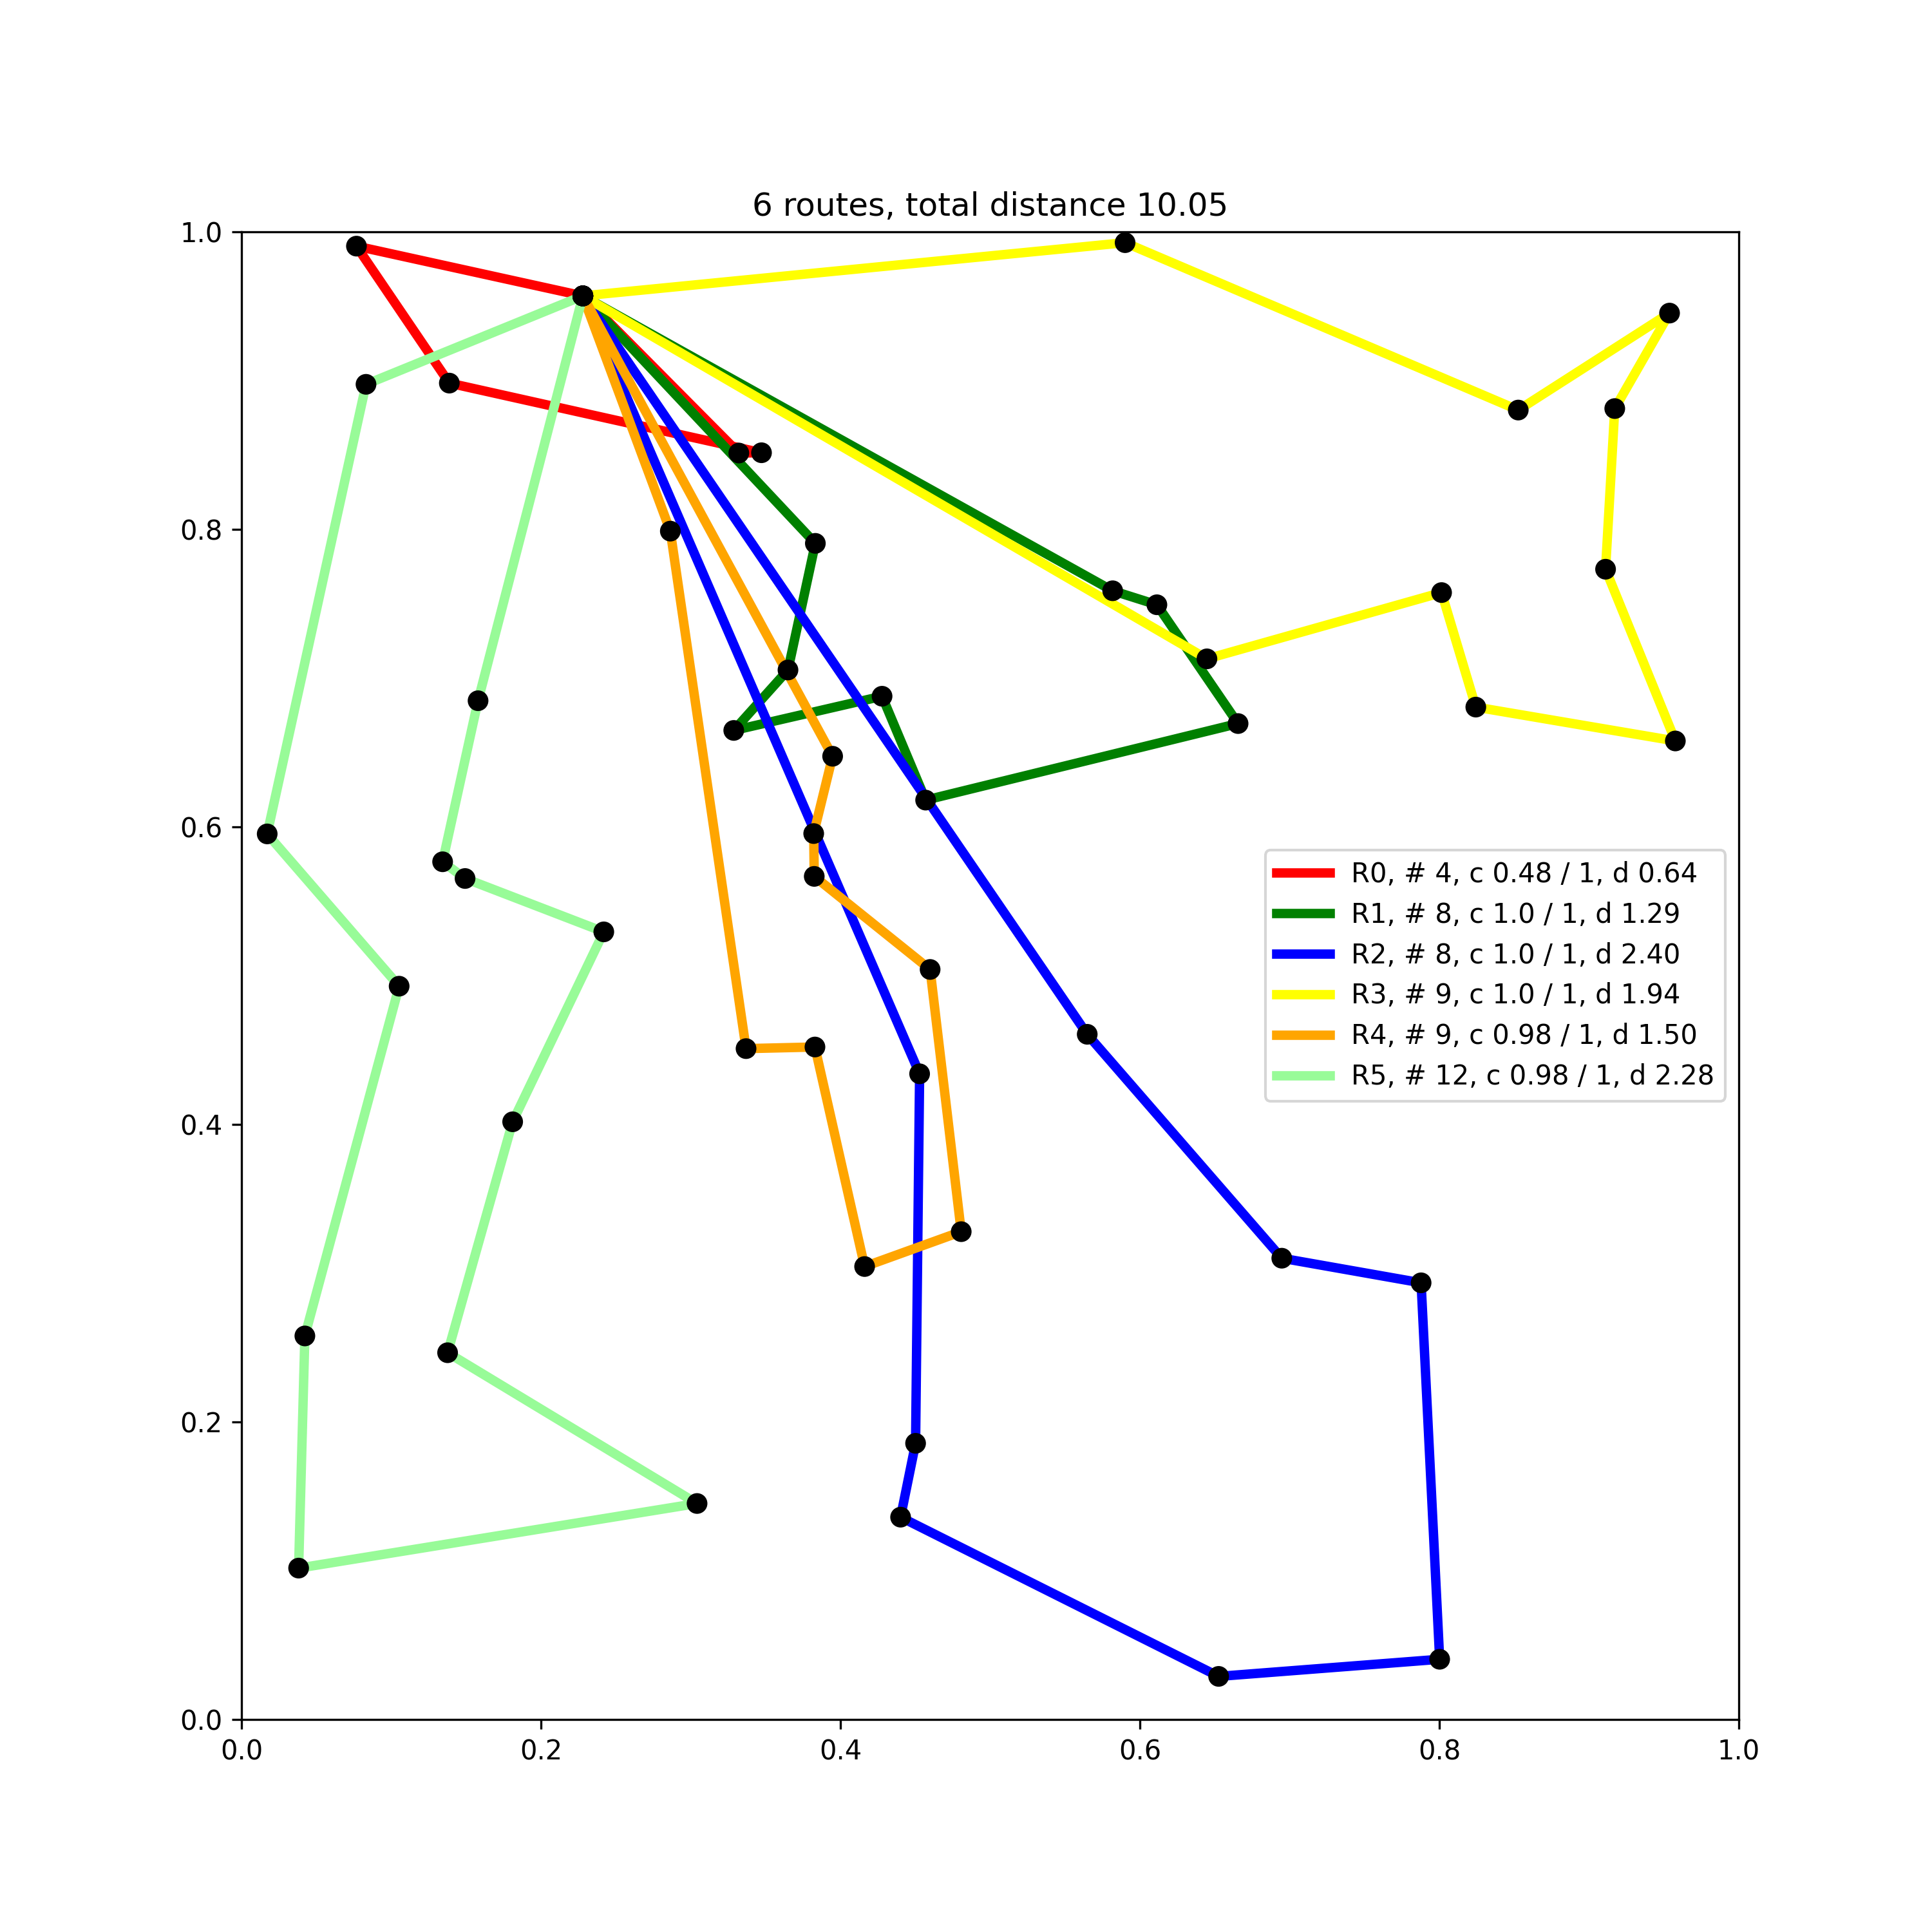 6 routes, total distance 10.05
1.0
0.8
0.6
0.4
0.2
0.0
0.0 0.2 0.4 0.6 0.8 1.0
R0, # 4, c 0.48 / 1, d 0.64
R1, # 8, c 1.0 / 1, d 1.29
R2, # 8, c 1.0 / 1, d 2.40
R3, # 9, c 1.0 / 1, d 1.94
R4, # 9, c 0.98 / 1, d 1.50
R5, # 12, c 0.98 / 1, d 2.28